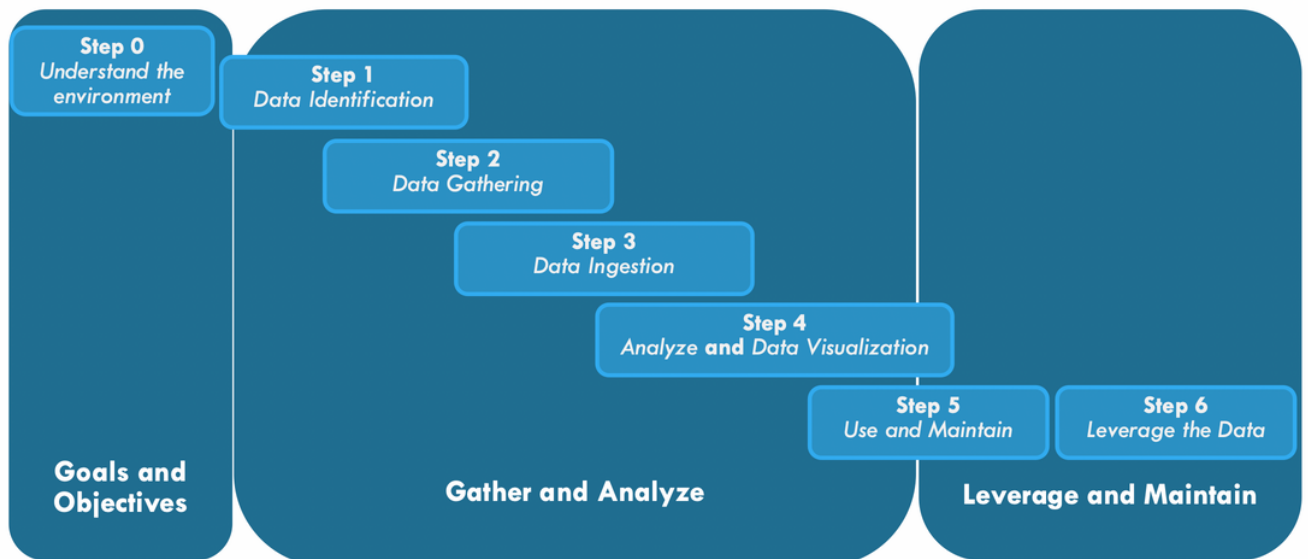 Step 0
Understand the
environment
Step 1
Data Identification
Step 2
Data Gathering
Step 3
Data Ingestion
Step 4
Analyze and Data Visualization
Step 5
Use and Maintain
Step 6
Leverage the Data
Goals and
Objectives
Gather and Analyze
Leverage and Maintain